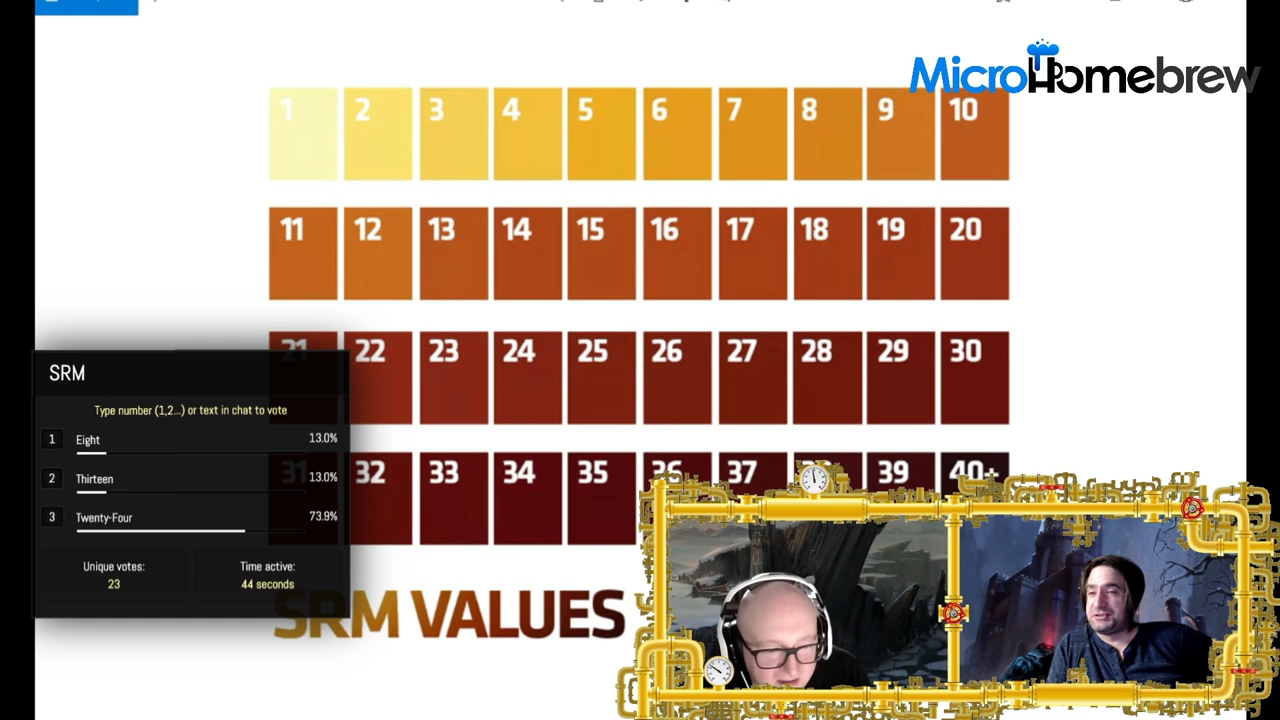 MicroHomebrew
1 2 3 4 5 6 7 8 9 10
11 12 13 14 15 16 17 18 19 20
21 22 23 24 25 26 27 28 29 30
31 32 33 34 35 36 37 39 40+
SRM VALUES
SRM
Type number (1,2...) or text in chat to vote
1 Eight 13.0%
2 Thirteen 13.0%
3 Twenty-Four 73.9%
Unique votes: Time active:
23 44 seconds